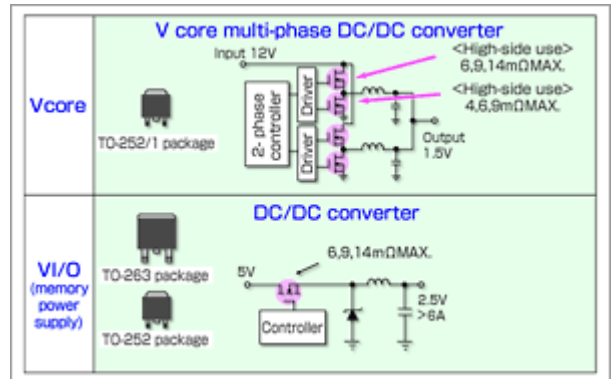 V core multi-phase DC/DC converter
Vcore
TO-252/1 package
Input 12V
2- phase
controller
Driver
Driver
<High-side use>
6,9,14mΩMAX.
<High-side use>
4,6,9mΩMAX.
Output
1.5V
DC/DC converter
VI/O
(memory
power
supply)
TO-263 package
TO-252 package
5V
6,9,14mΩMAX.
Controller
2.5V
>6A